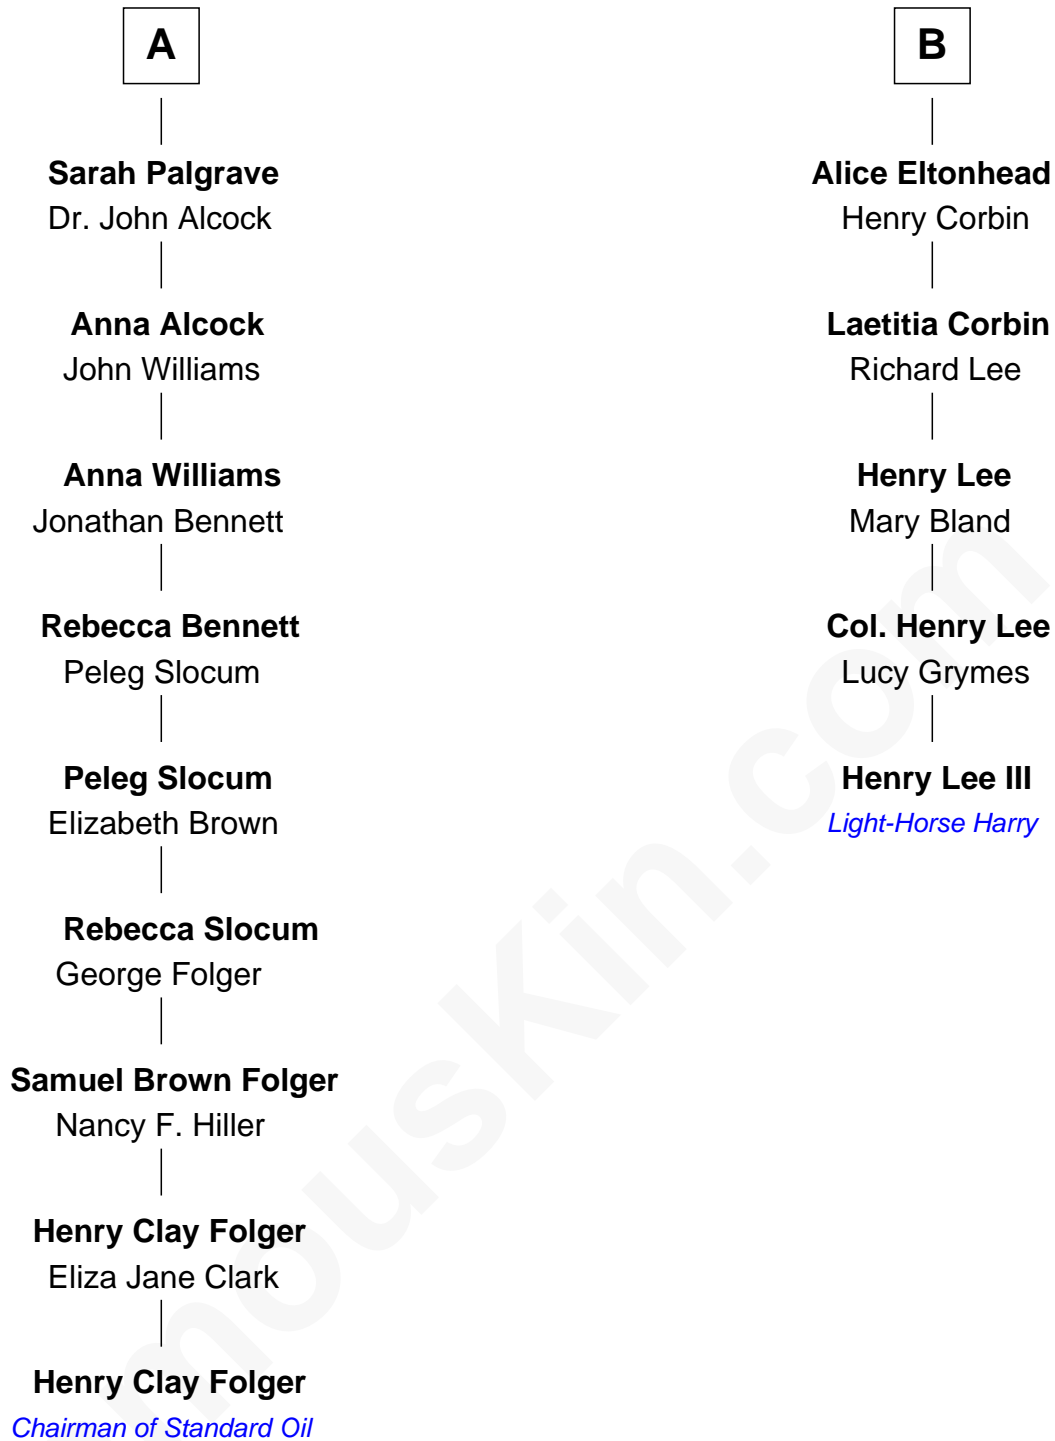 A
Sarah Palgrave
Dr. John Alcock
Anna Alcock
John Williams
Anna Williams
Jonathan Bennett
Rebecca Bennett
Peleg Slocum
Peleg Slocum
Elizabeth Brown
Rebecca Slocum
George Folger
Samuel Brown Folger
Nancy F. Hiller
Henry Clay Folger
Eliza Jane Clark
Henry Clay Folger
Chairman of Standard Oil
B
Alice Eltonhead
Henry Corbin
Laetitia Corbin
Richard Lee
Henry Lee
Mary Bland
Col. Henry Lee
Lucy Grymes
Henry Lee III
Light-Horse Harry
mousKin.com